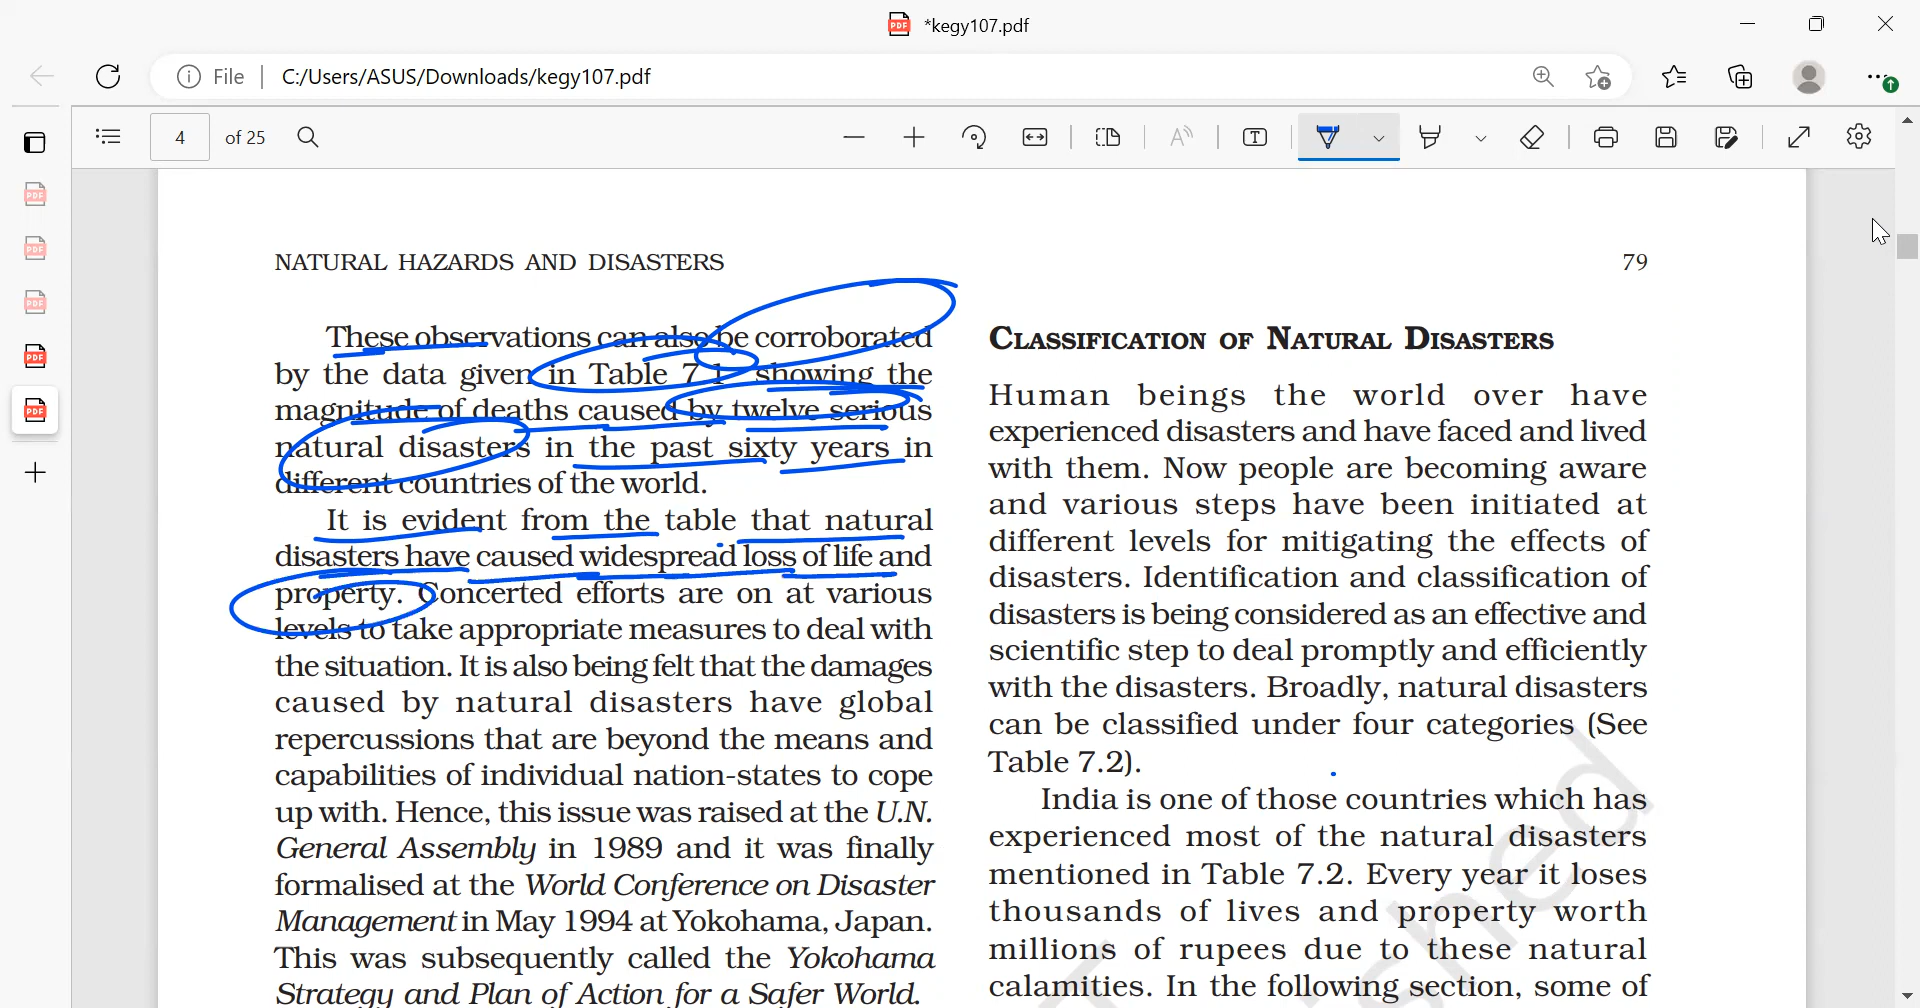 *kegy107.pdf
File
C:/Users/ASUS/Downloads/kegy107.pdf
4 of 25
NATURAL HAZARDS AND DISASTERS
79
These observations can also be corroborated
by the data given in Table 7.1 showing the
magnitude of deaths caused by twelve serious
natural disasters in the past sixty years in
different countries of the world.
It is evident from the table that natural
disasters have caused widespread loss of life and
property. Concerted efforts are on at various
levels to take appropriate measures to deal with
the situation. It is also being felt that the damages
caused by natural disasters have global
repercussions that are beyond the means and
capabilities of individual nation-states to cope
up with. Hence, this issue was raised at the U.N.
General Assembly in 1989 and it was finally
formalised at the World Conference on Disaster
Management in May 1994 at Yokohama, Japan.
This was subsequently called the Yokohama
Strategy and Plan of Action for a Safer World.
CLASSIFICATION OF NATURAL DISASTERS
Human beings the world over have
experienced disasters and have faced and lived
with them. Now people are becoming aware
and various steps have been initiated at
different levels for mitigating the effects of
disasters. Identification and classification of
disasters is being considered as an effective and
scientific step to deal promptly and efficiently
with the disasters. Broadly, natural disasters
can be classified under four categories (See
Table 7.2).
India is one of those countries which has
experienced most of the natural disasters
mentioned in Table 7.2. Every year it loses
thousands of lives and property worth
millions of rupees due to these natural
calamities. In the following section, some of